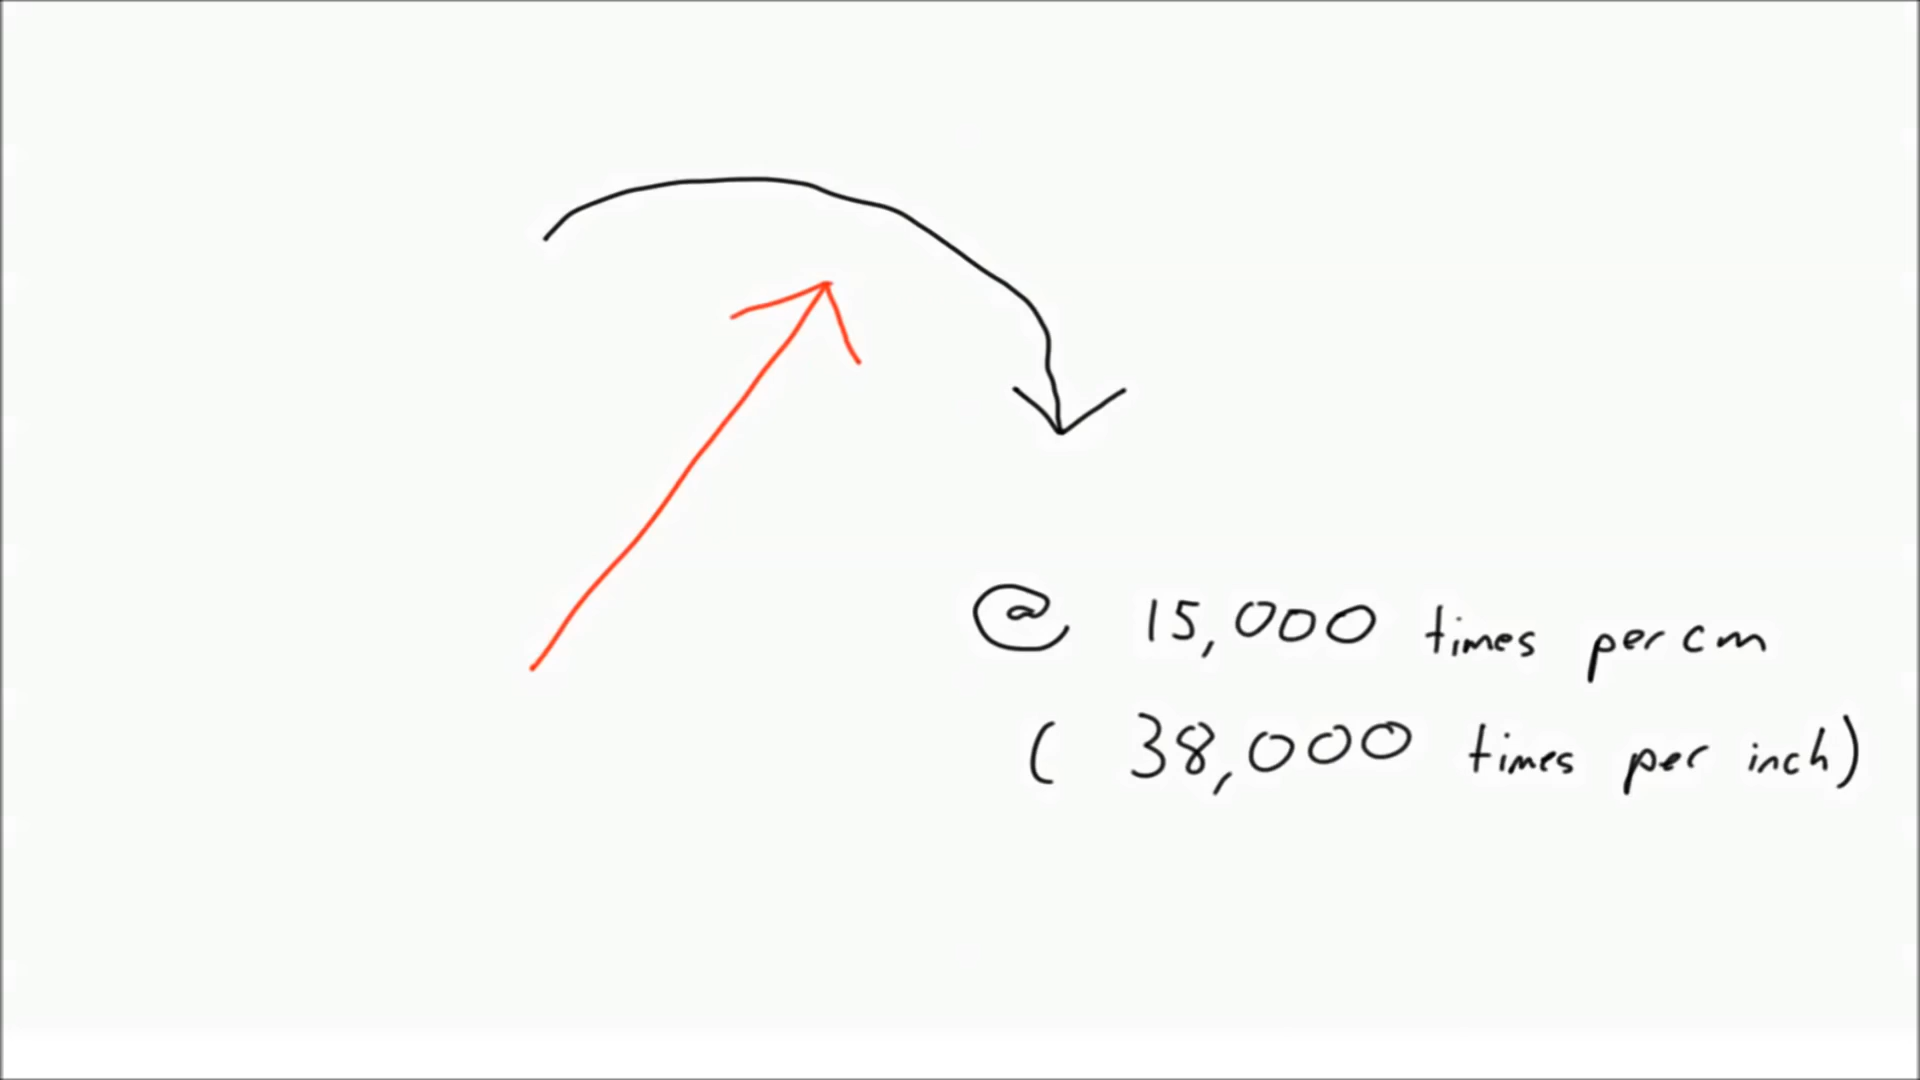 @ 15,000 times per cm
( 38,000 times per inch)